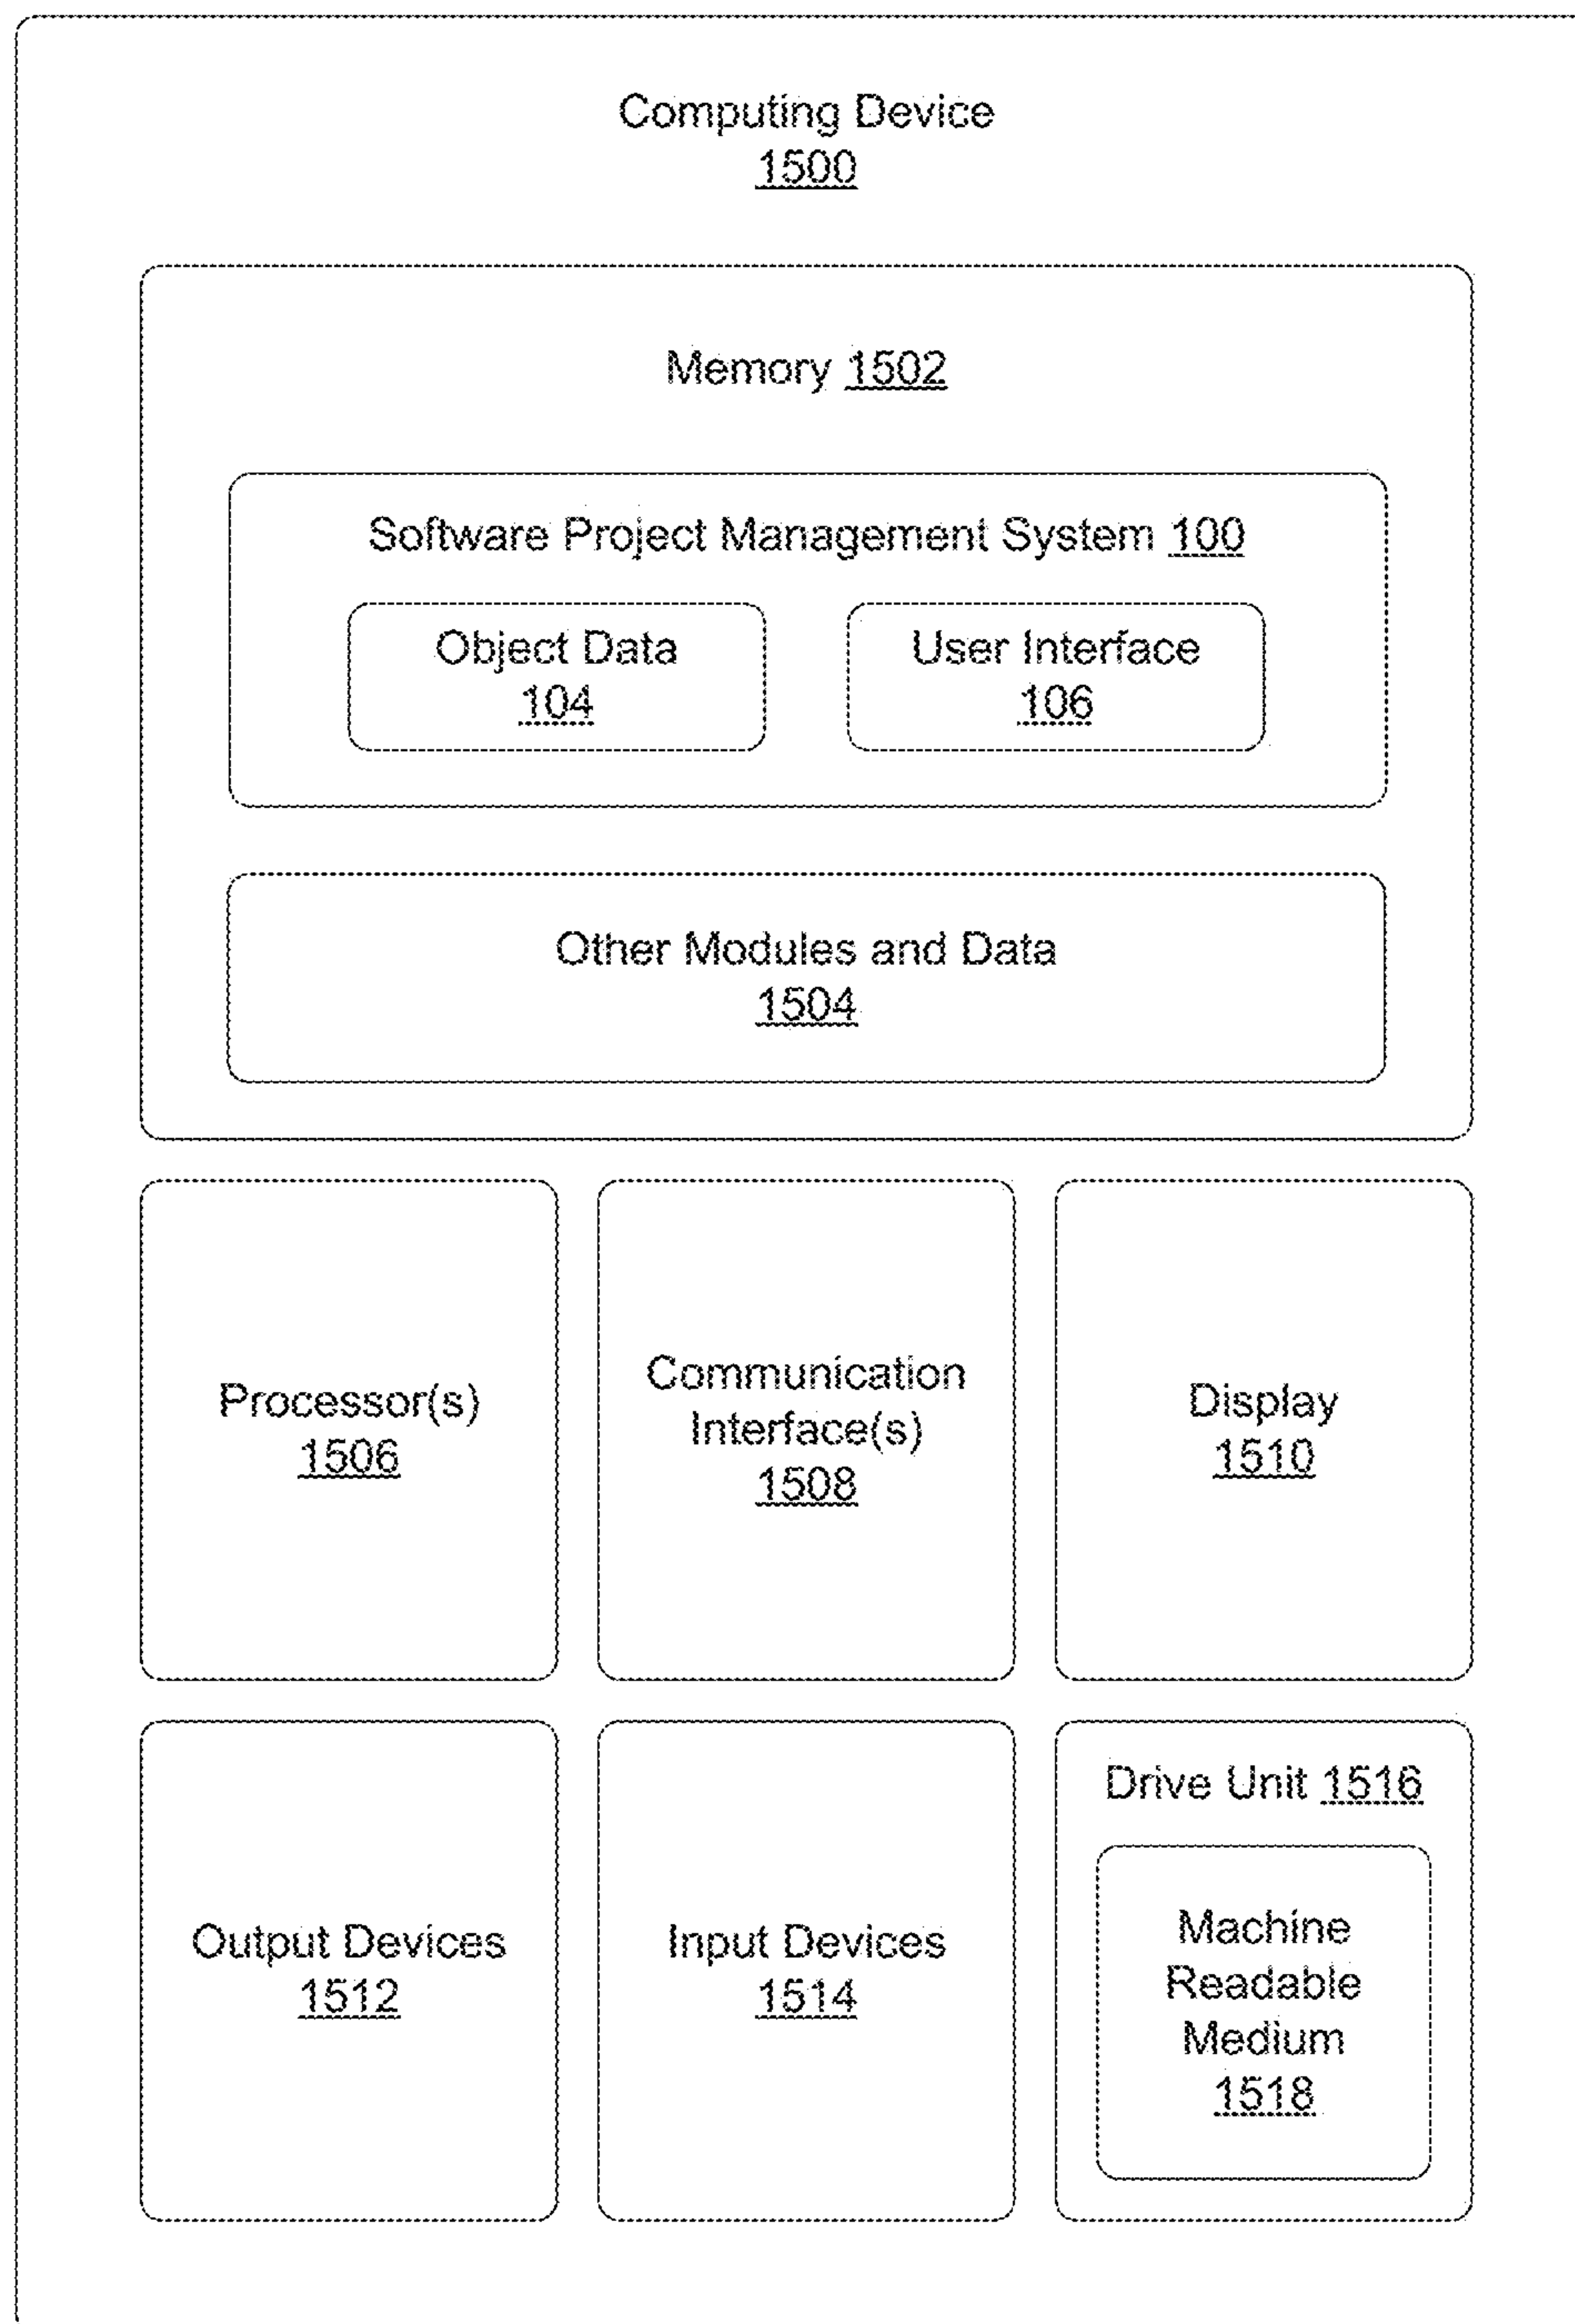 Computing Device
1500
Memory 1502
Software Project Management System 100
Object Data
104
User Interface
106
Other Modules and Data
1504
Processor(s)
1506
Communication
Interface(s)
1508
Display
1510
Output Devices
1512
Input Devices
1514
Drive Unit 1516
Machine
Readable
Medium
1518